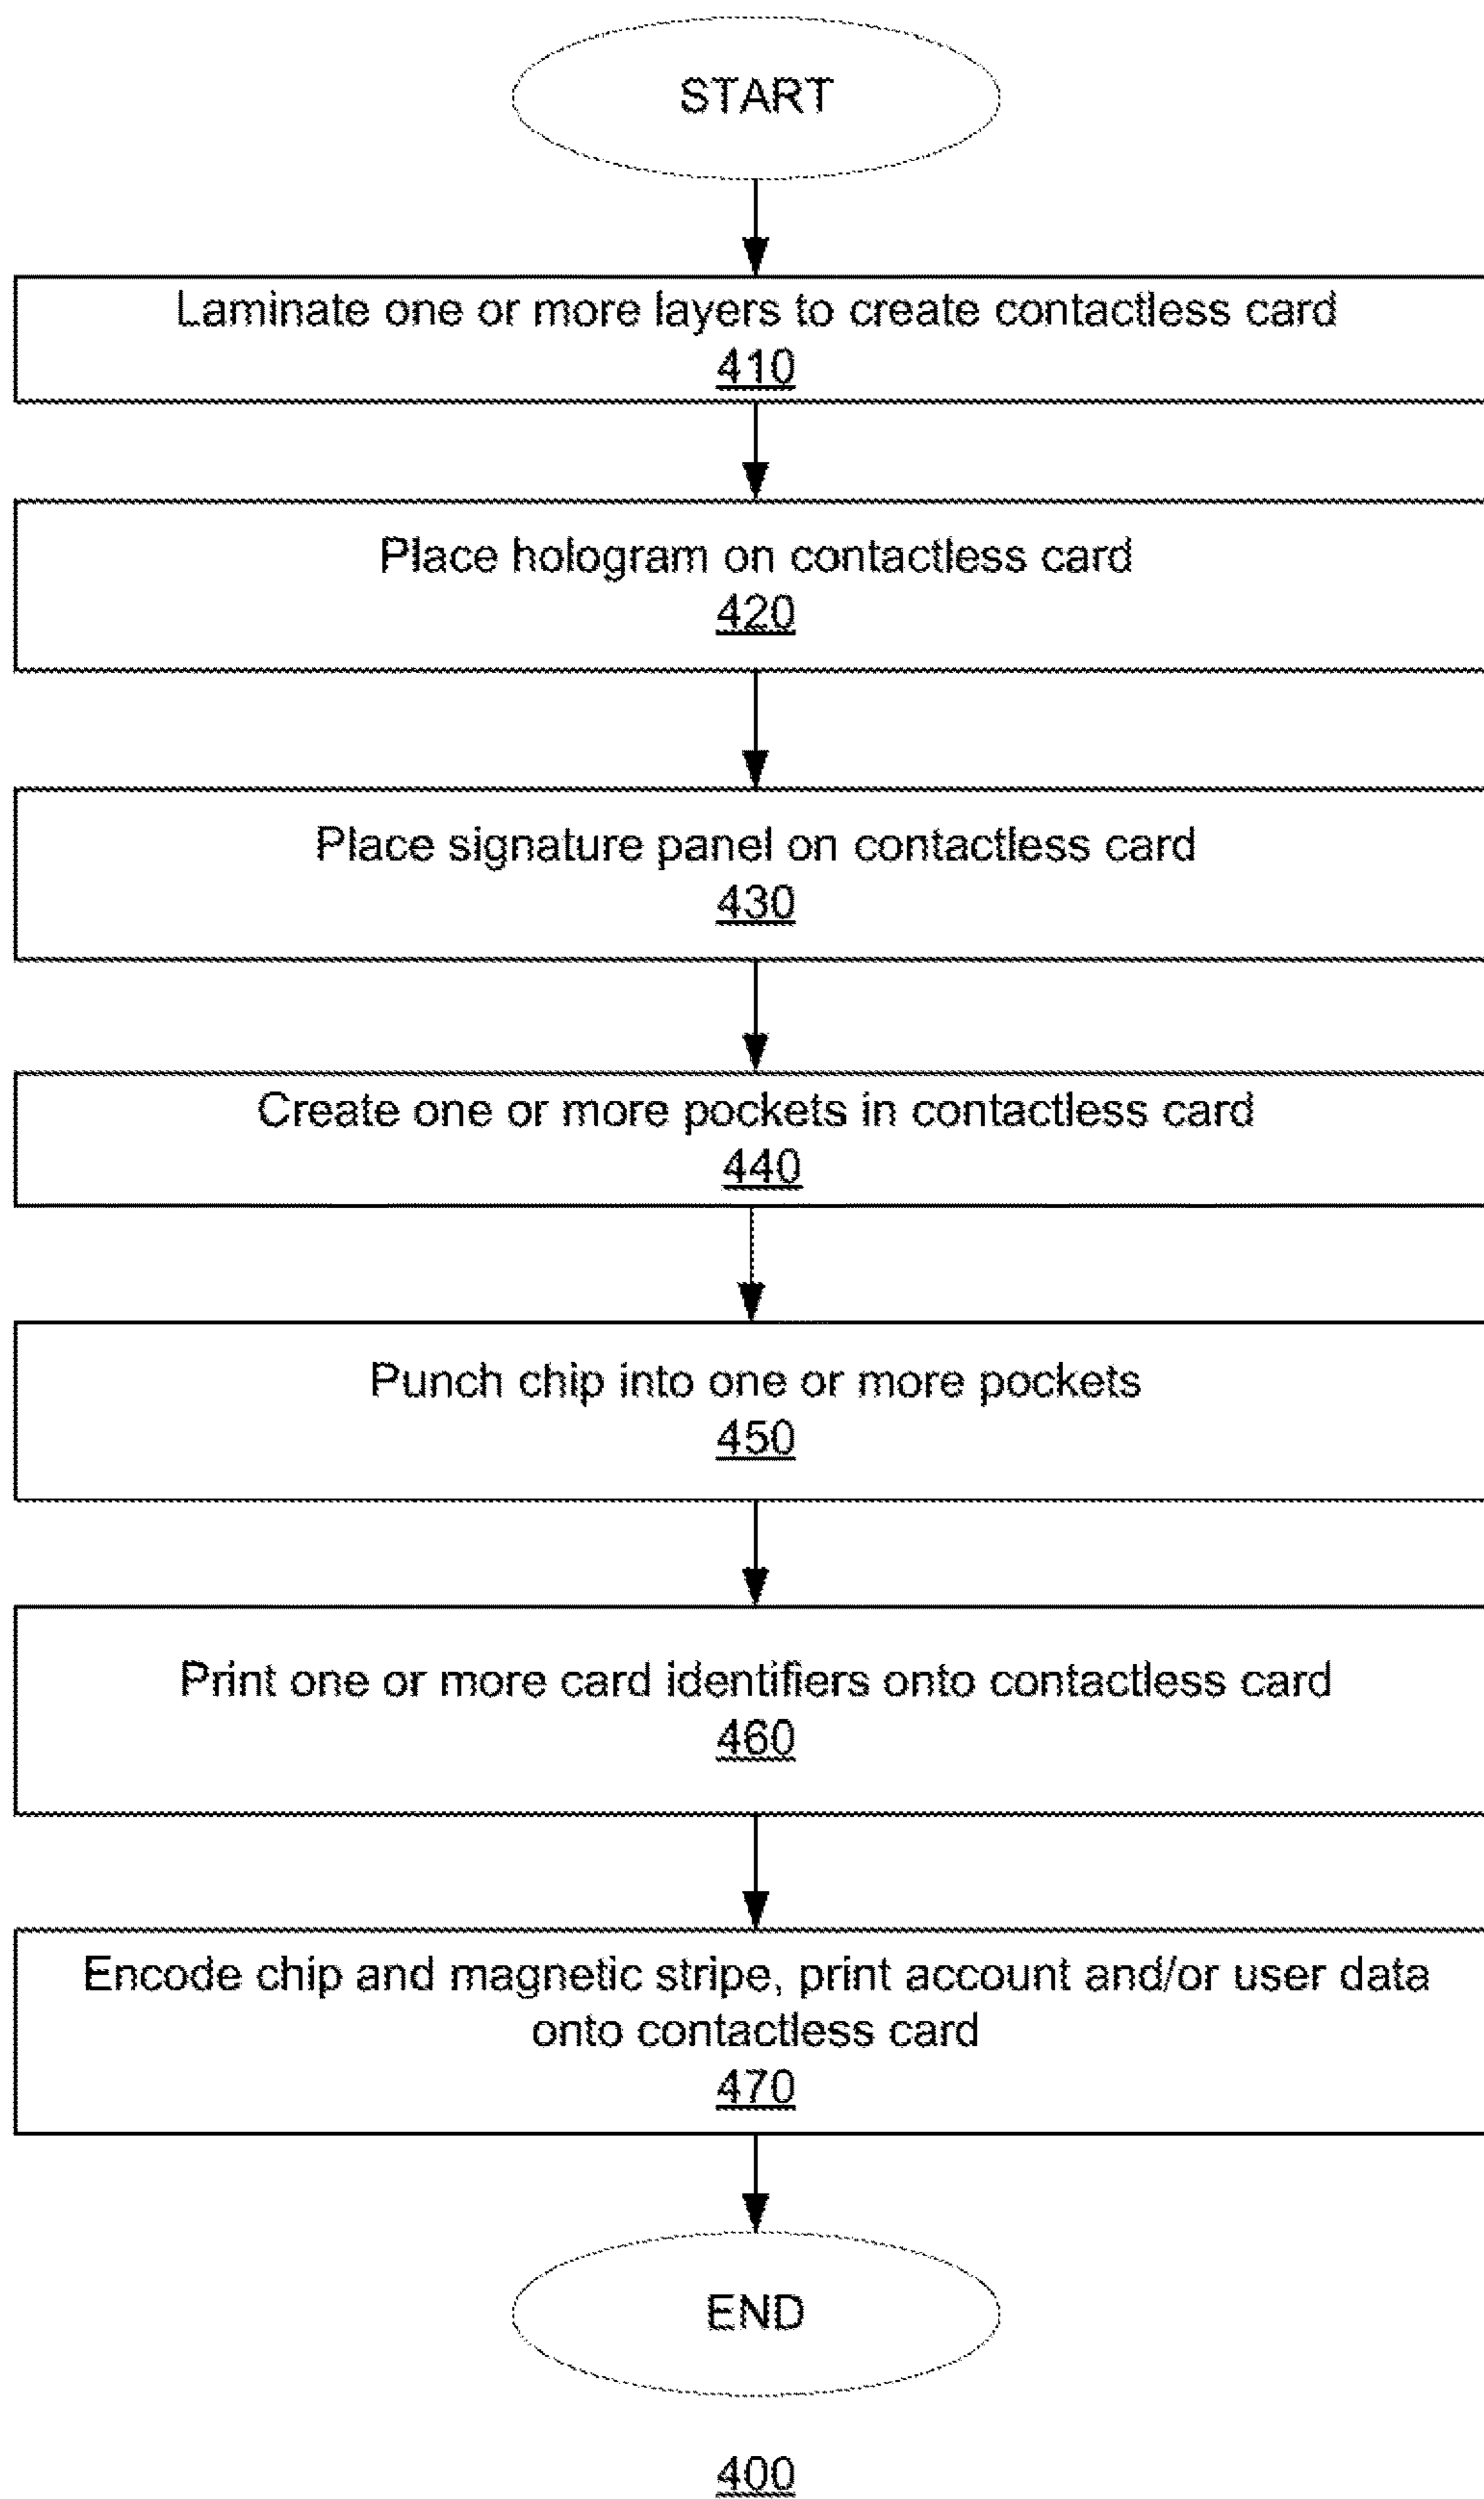 START
Laminate one or more layers to create contactless card
410
Place hologram on contactless card
420
Place signature panel on contactless card
430
Create one or more pockets in contactless card
440
Punch chip into one or more pockets
450
Print one or more card identifiers onto contactless card
460
Encode chip and magnetic stripe, print account and/or user data
onto contactless card
470
END
400